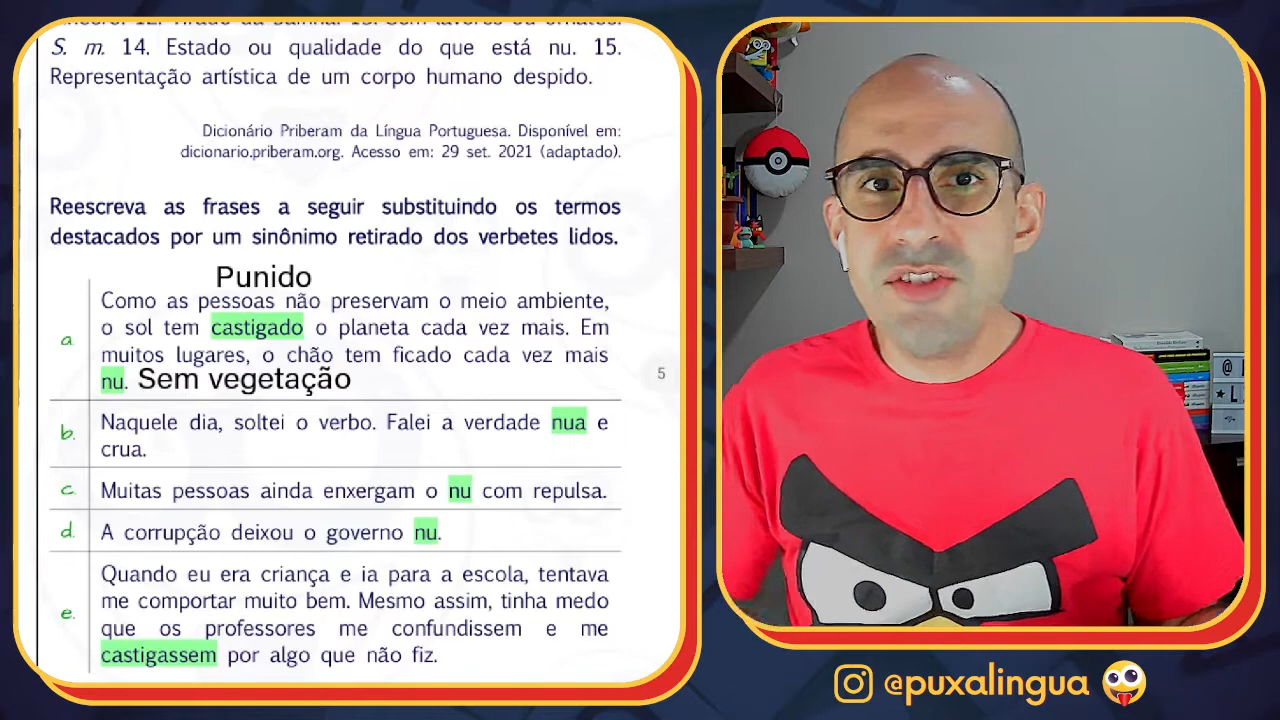 S. m. 14. Estado ou qualidade do que está nu. 15.
Representação artística de um corpo humano despido.
Dicionário Priberam da Língua Portuguesa. Disponível em:
dicionario.priberam.org. Acesso em: 29 set. 2021 (adaptado).
Reescreva as frases a seguir substituindo os termos
destacados por um sinônimo retirado dos verbetes lidos.
Punido
a. Como as pessoas não preservam o meio ambiente,
o sol tem castigado o planeta cada vez mais. Em
muitos lugares, o chão tem ficado cada vez mais
nu. Sem vegetação
5
b. Naquele dia, soltei o verbo. Falei a verdade nua e
crua.
c. Muitas pessoas ainda enxergam o nu com repulsa.
d. A corrupção deixou o governo nu.
e. Quando eu era criança e ia para a escola, tentava
me comportar muito bem. Mesmo assim, tinha medo
que os professores me confundissem e me
castigassem por algo que não fiz.
@puxalingua